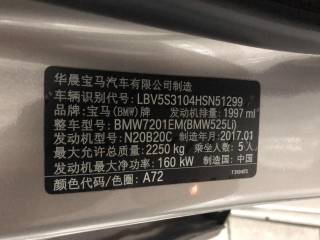 华晨宝马汽车有限公司制造
车辆识别代号: LBV5S3104HSN51299
品牌: 宝马(BMW)牌 发动机排量: 1997 ml
整车型号: BMW7201EM(BMW525Li)
发动机型号: N20B20C 制造年月: 2017.01
最大允许总质量: 2250 kg 乘坐人数: 5 人
发动机最大净功率: 160 kW 制造国: 中国
颜色代码/色圈: A72